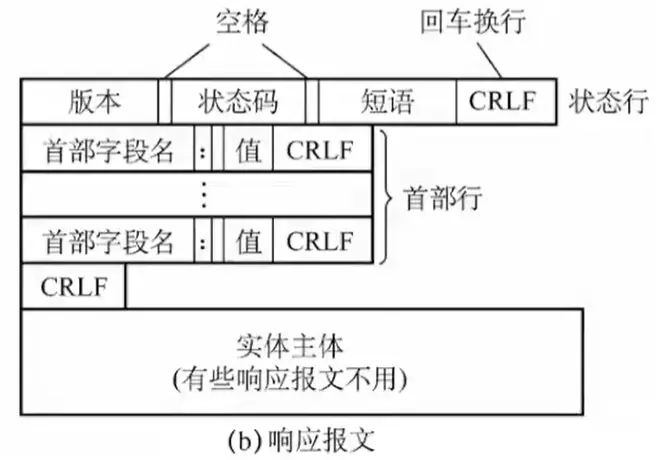 空格 回车换行
版本 状态码 短语 CRLF 状态行
首部字段名 : 值 CRLF
⋮ 首部行
首部字段名 : 值 CRLF
CRLF
实体主体
(有些响应报文不用)
(b)响应报文